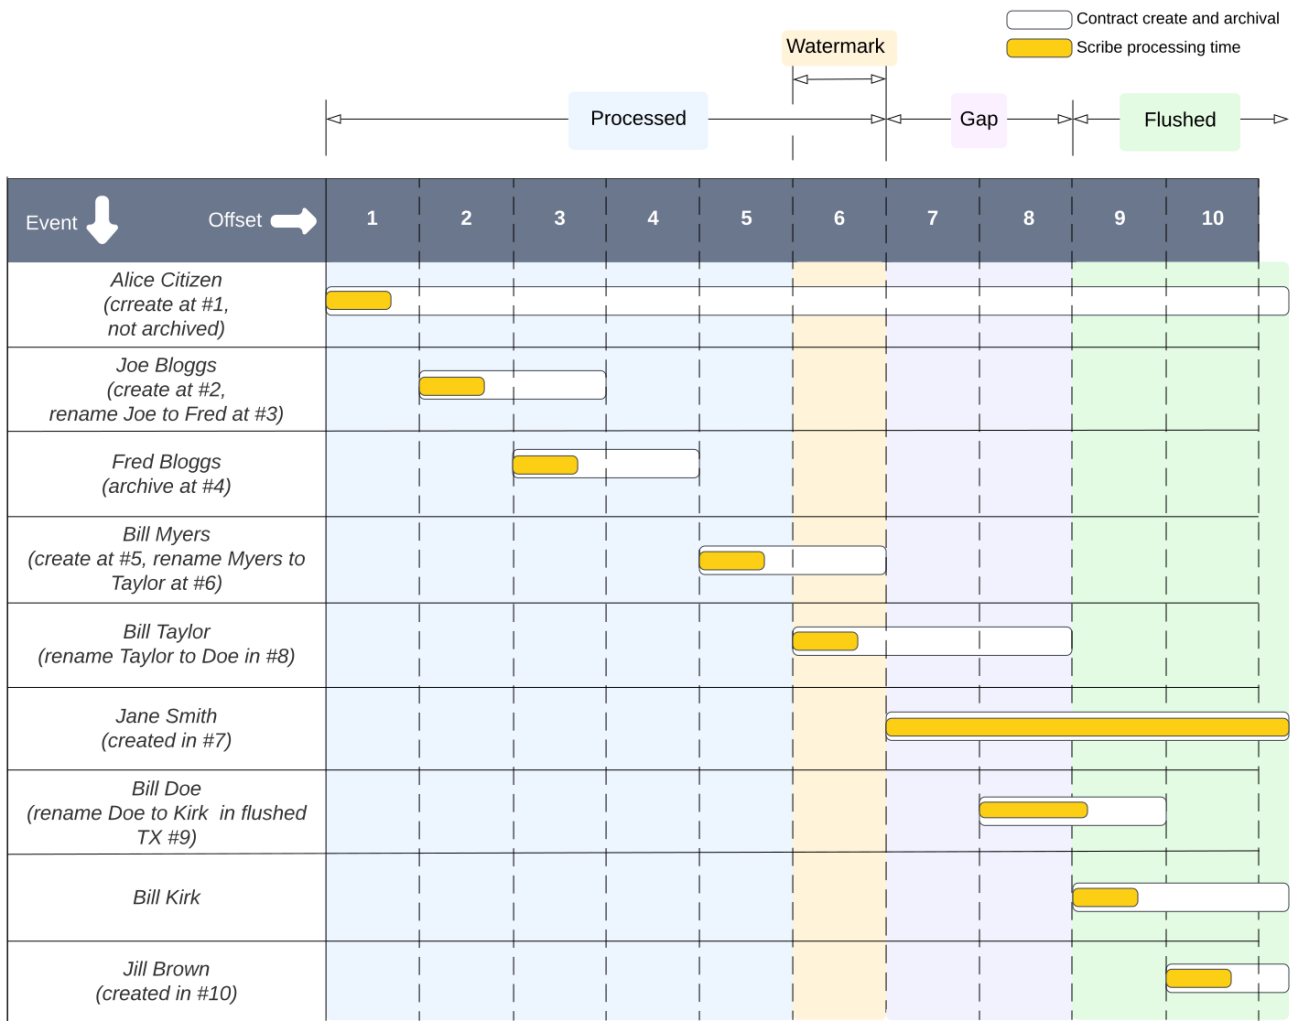 Contract create and archival
Scribe processing time
Watermark
Processed
Gap
Flushed
Event
Offset
1
2
3
4
5
6
7
8
9
10
Alice Citizen
(crreate at #1,
not archived)
Joe Bloggs
(create at #2,
rename Joe to Fred at #3)
Fred Bloggs
(archive at #4)
Bill Myers
(create at #5, rename Myers to
Taylor at #6)
Bill Taylor
(rename Taylor to Doe in #8)
Jane Smith
(created in #7)
Bill Doe
(rename Doe to Kirk in flushed
TX #9)
Bill Kirk
Jill Brown
(created in #10)